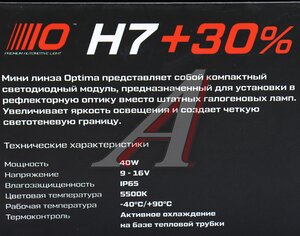 H7 +30%
PREMIUM AUTOMOTIVE LIGHT
Мини линза Optima представляет собой компактный
светодиодный модуль, предназначенный для установки в
рефлекторную оптику вместо штатных галогеновых ламп.
Увеличивает яркость освещения и создает четкую
светотеневую границу.
Технические характеристики
Мощность 40W
Напряжение 9 - 16V
Влагозащищенность IP65
Цветовая температура 5500K
Рабочая температура -40°C/+90°C
Термоконтроль Активное охлаждение
на базе тепловой трубки